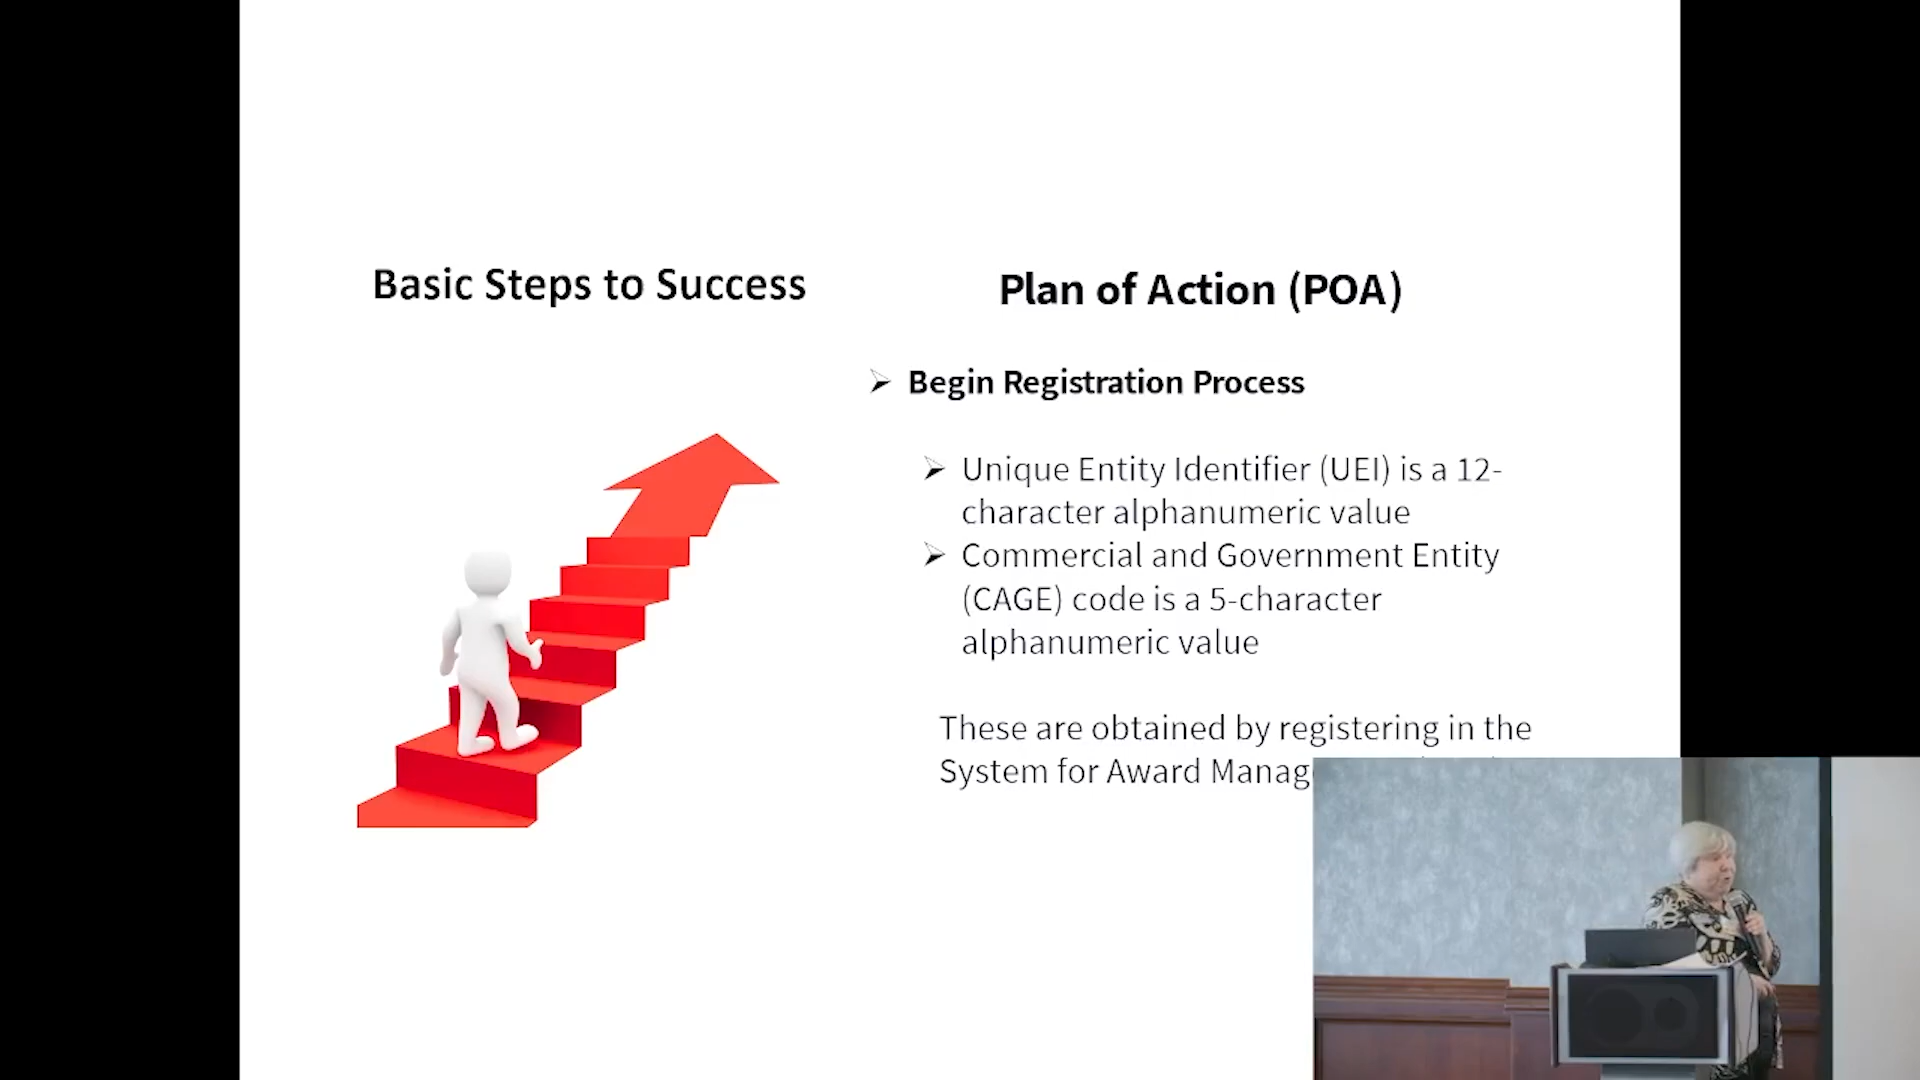 Basic Steps to Success
Plan of Action (POA)
Begin Registration Process
Unique Entity Identifier (UEI) is a 12-
character alphanumeric value
Commercial and Government Entity
(CAGE) code is a 5-character
alphanumeric value
These are obtained by registering in the
System for Award